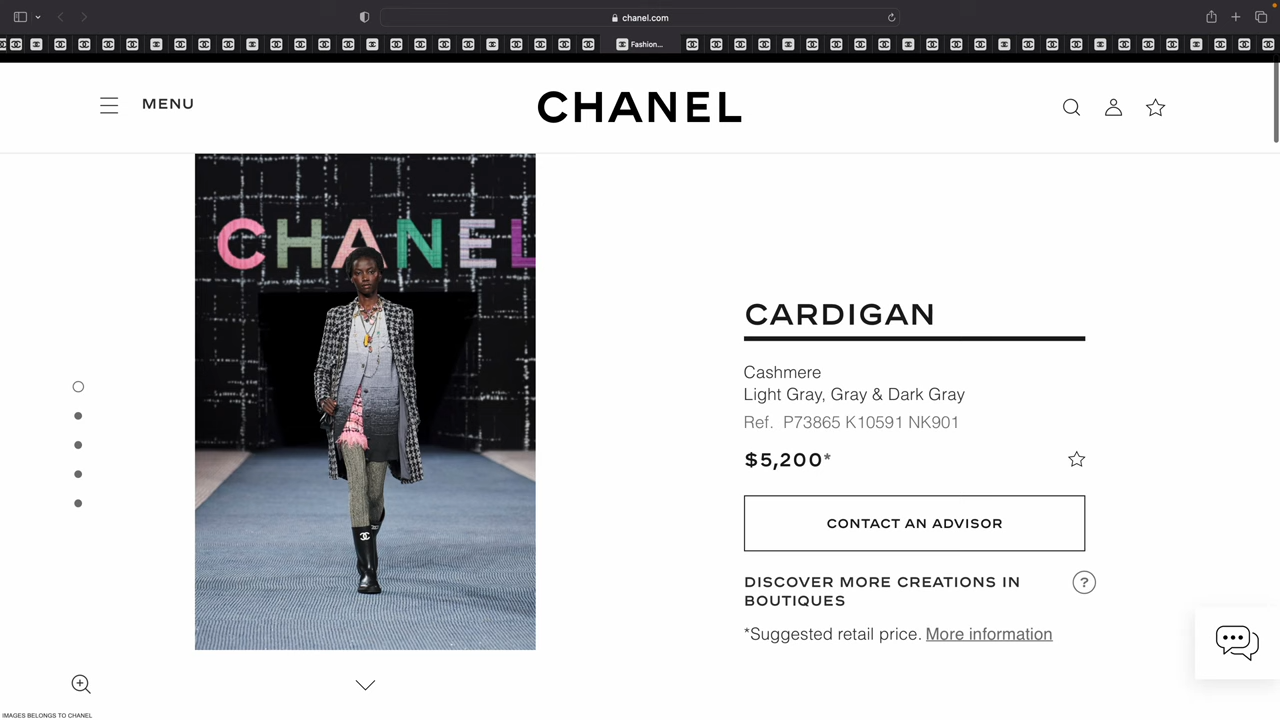 chanel.com
Fashion...
MENU
CHANEL
CHANEL
CARDIGAN
Cashmere
Light Gray, Gray & Dark Gray
Ref. P73865 K10591 NK901
$5,200*
CONTACT AN ADVISOR
DISCOVER MORE CREATIONS IN
BOUTIQUES
?
*Suggested retail price. More information
IMAGES BELONGS TO CHANEL